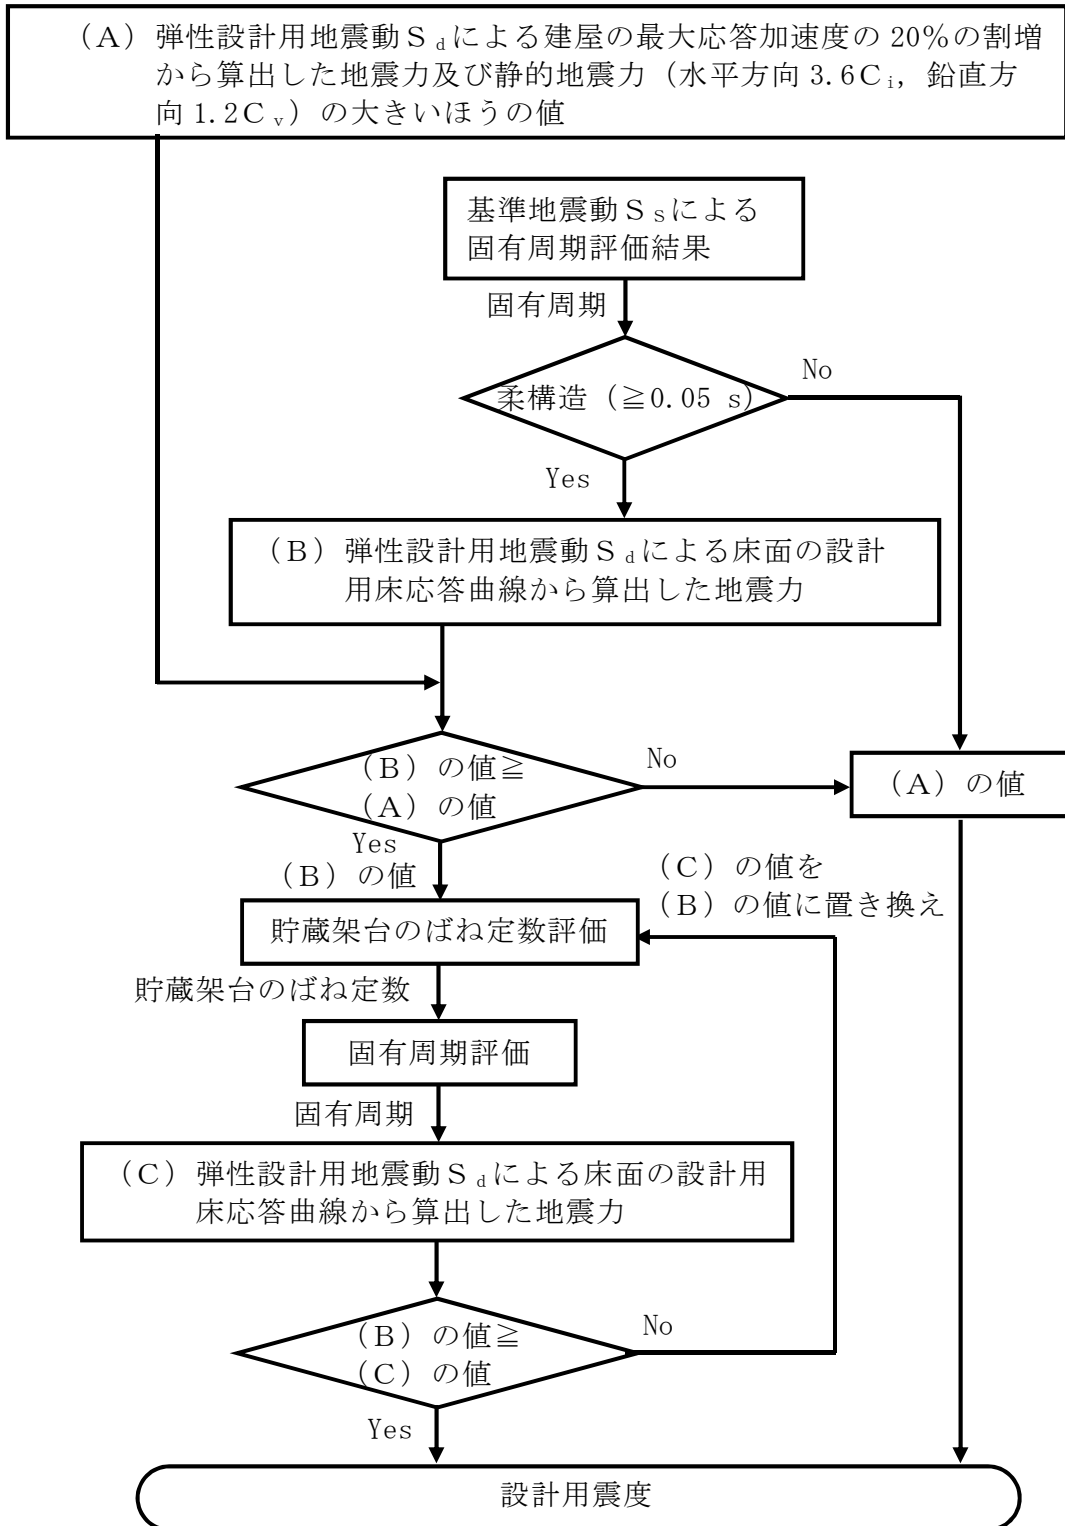 (A)弾性設計用地震動Sdによる建屋の最大応答加速度の20%の割増
から算出した地震力及び静的地震力(水平方向3.6Ci,鉛直方
向1.2Cv)の大きいほうの値
基準地震動Ssによる
固有周期評価結果
固有周期
柔構造(≧0.05 s)
No
Yes
(B)弾性設計用地震動Sdによる床面の設計
用床応答曲線から算出した地震力
(B)の値≧
(A)の値
No
(A)の値
Yes
(B)の値
(C)の値を
(B)の値に置き換え
貯蔵架台のばね定数評価
貯蔵架台のばね定数
固有周期評価
固有周期
(C)弾性設計用地震動Sdによる床面の設計用
床応答曲線から算出した地震力
(B)の値≧
(C)の値
No
Yes
設計用震度